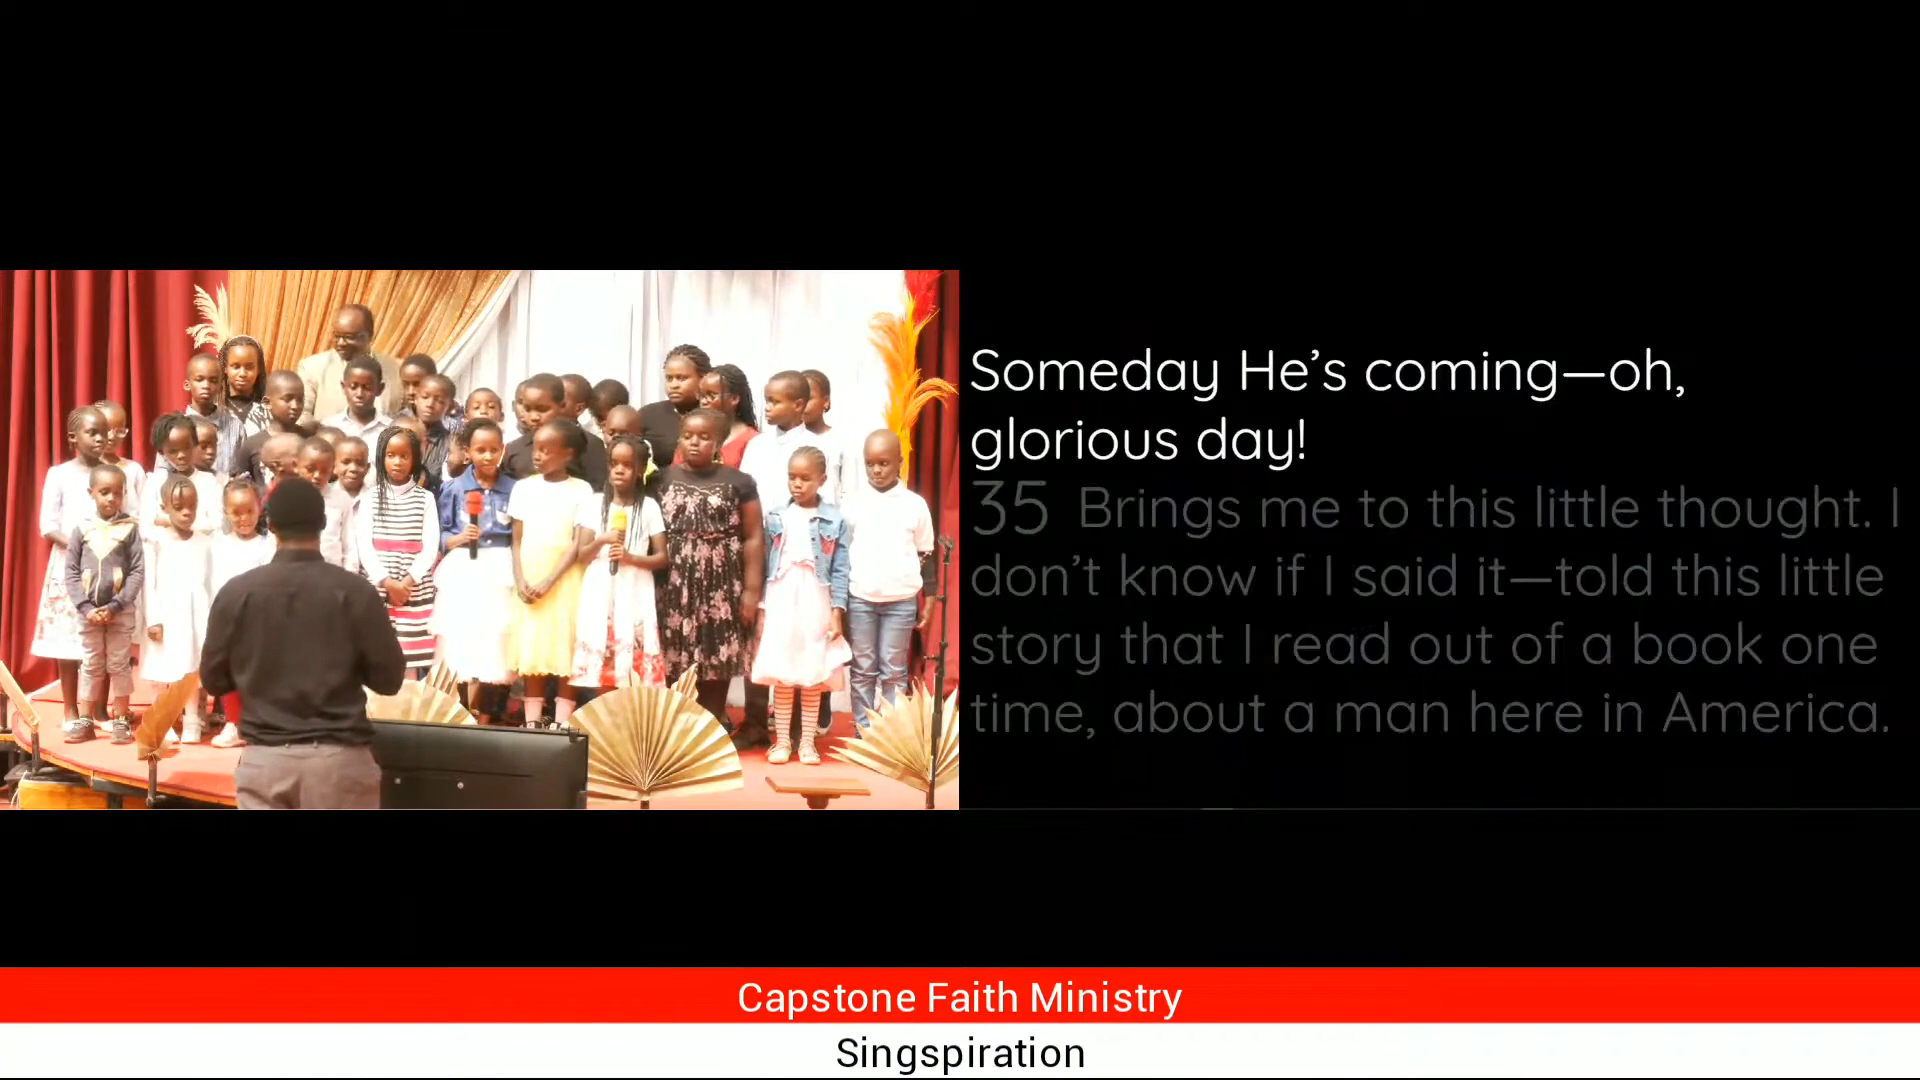 Someday He’s coming—oh,
glorious day!
35 Brings me to this little thought. I
don’t know if I said it—told this little
story that I read out of a book one
time, about a man here in America.
Capstone Faith Ministry
Singspiration